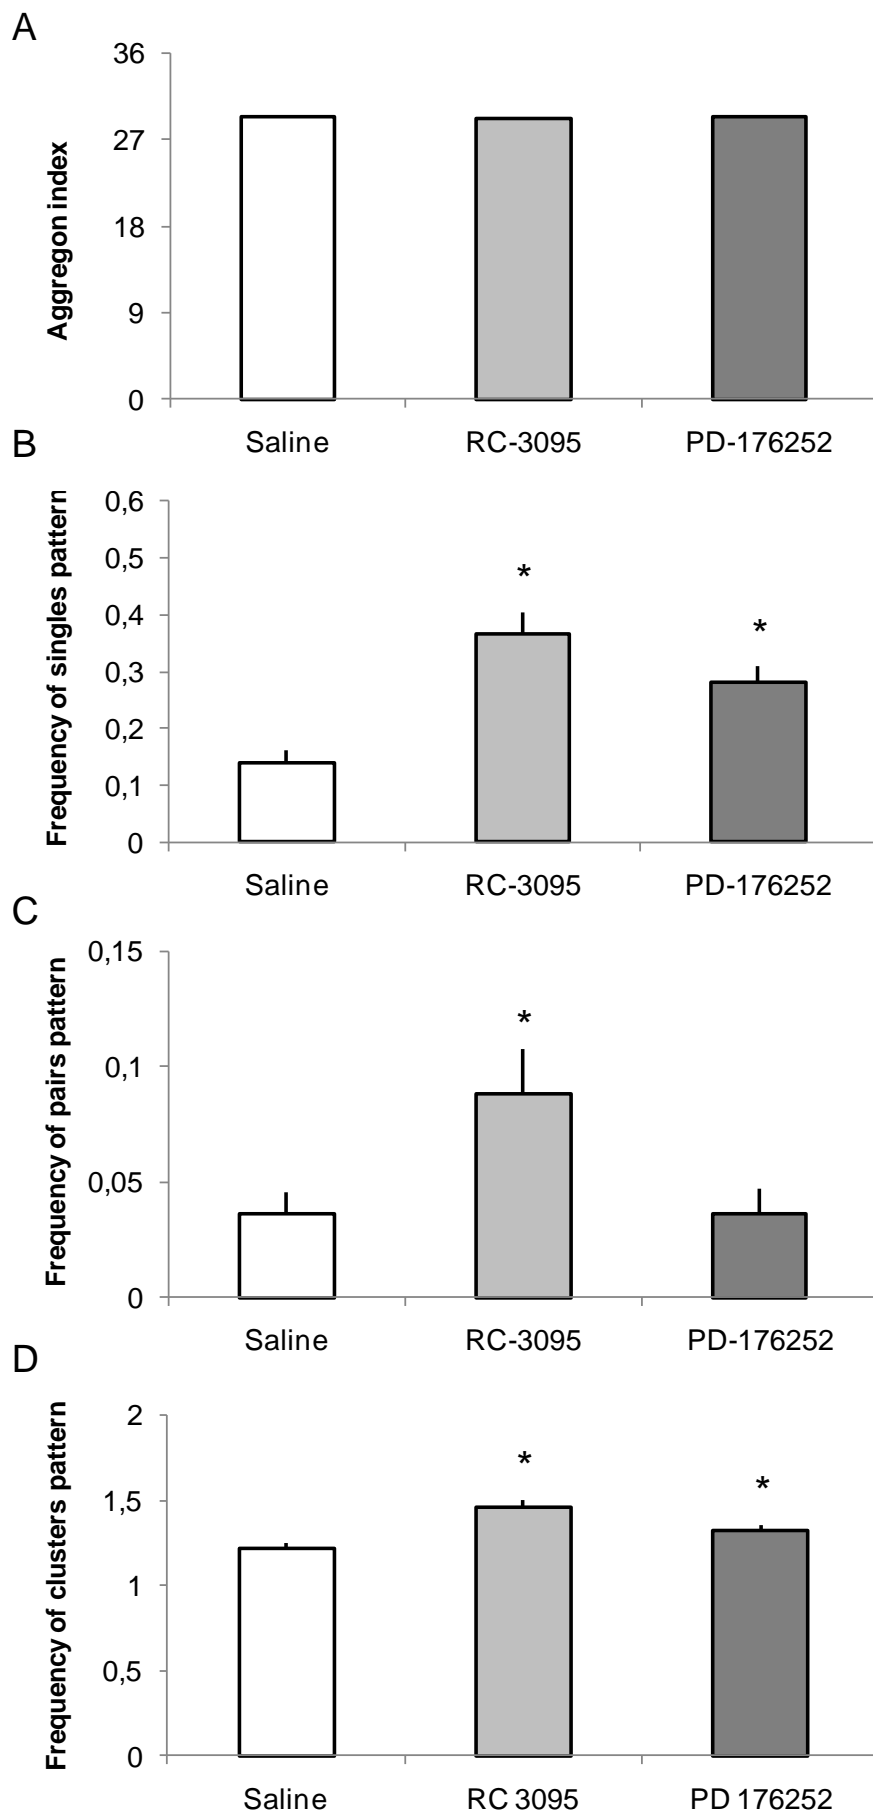 A
Aggregon index
36
27
18
9
0
Saline RC-3095 PD-176252
B
Frequency of singles pattern
0,6
0,5
0,4
0,3
0,2
0,1
0
*
*
Saline RC-3095 PD-176252
C
Frequency of pairs pattern
0,15
0,1
0,05
0
*
Saline RC-3095 PD-176252
D
Frequency of clusters pattern
2
1,5
1
0,5
0
*
*
Saline RC 3095 PD 176252